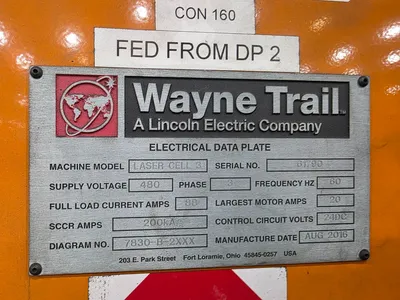 CON 160
FED FROM DP 2
Wayne Trail™
A Lincoln Electric Company
ELECTRICAL DATA PLATE
MACHINE MODEL LASER CELL 3 SERIAL NO.
SUPPLY VOLTAGE 480 PHASE 3 FREQUENCY HZ 60
FULL LOAD CURRENT AMPS LARGEST MOTOR AMPS 20
SCCR AMPS 200kA CONTROL CIRCUIT VOLTS
DIAGRAM NO. 7830-B-2XXX MANUFACTURE DATE AUG 2016
203 E. Park Street Fort Loramie, Ohio 45845-0257 USA